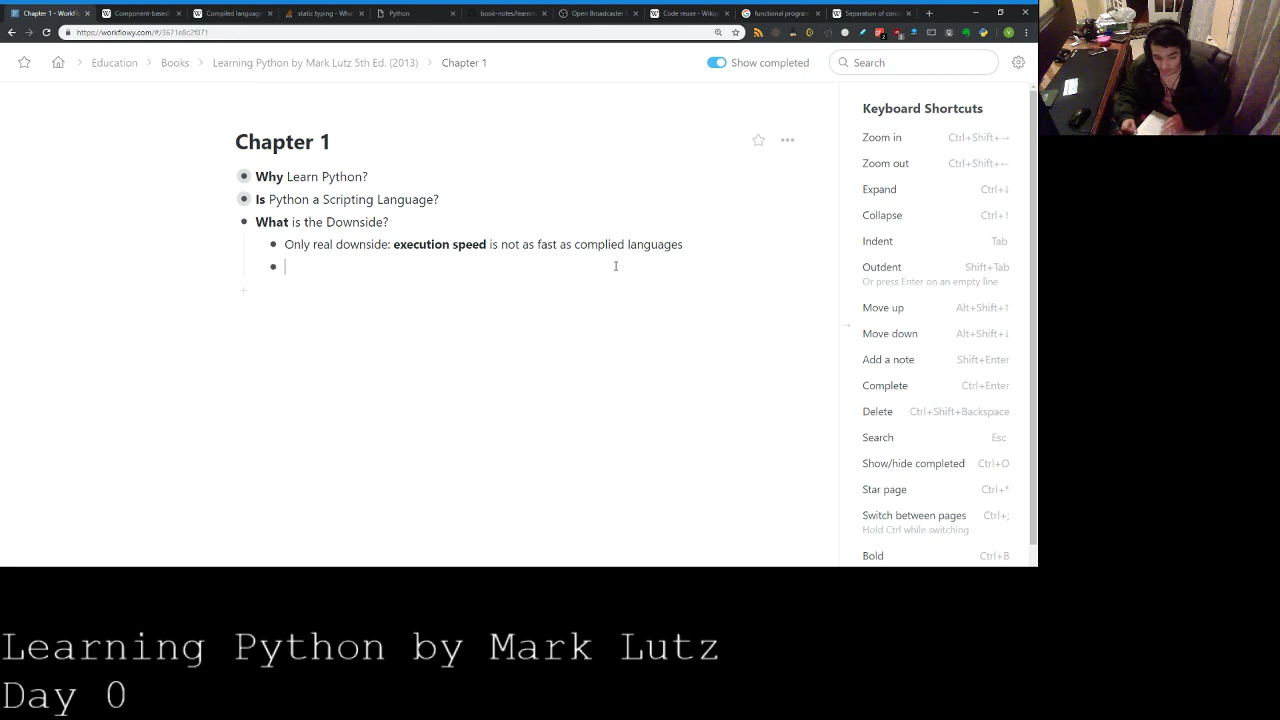 Chapter 1 - WorkFl
Component-based
Compiled language
static typing - Wha
Python
book-notes/learni
Open Broadcaster
Code reuse - Wikip
functional program
Separation of conc
https://workflowy.com/#/3671e8c2f071
Education
Books
Learning Python by Mark Lutz 5th Ed. (2013)
Chapter 1
Show completed
Search
Chapter 1
Why Learn Python?
Is Python a Scripting Language?
What is the Downside?
Only real downside: execution speed is not as fast as complied languages
Keyboard Shortcuts
Zoom in Ctrl+Shift+→
Zoom out Ctrl+Shift+←
Expand Ctrl+↓
Collapse Ctrl+↑
Indent Tab
Outdent Shift+Tab
Or press Enter on an empty line
Move up Alt+Shift+↑
Move down Alt+Shift+↓
Add a note Shift+Enter
Complete Ctrl+Enter
Delete Ctrl+Shift+Backspace
Search Esc
Show/hide completed Ctrl+O
Star page Ctrl+*
Switch between pages Ctrl+;
Hold Ctrl while switching
Bold Ctrl+B
Learning Python by Mark Lutz
Day 0